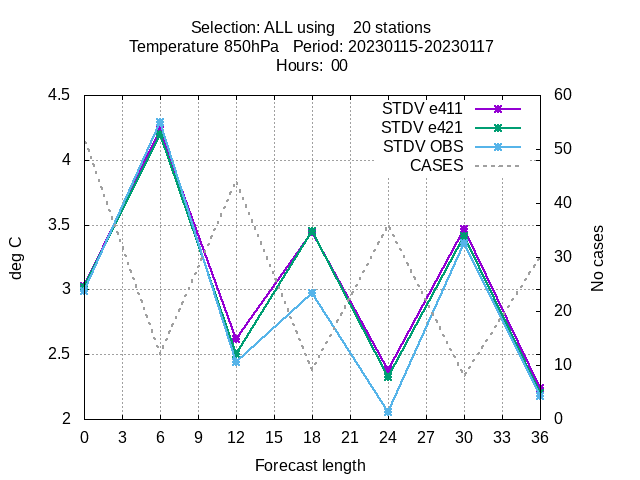 Selection: ALL using 20 stations
Temperature 850hPa Period: 20230115-20230117
Hours: 00
STDV e411
STDV e421
STDV OBS
CASES
4.5
4
3.5
3
2.5
2
deg C
60
50
40
30
20
10
0
No cases
0 3 6 9 12 15 18 21 24 27 30 33 36
Forecast length